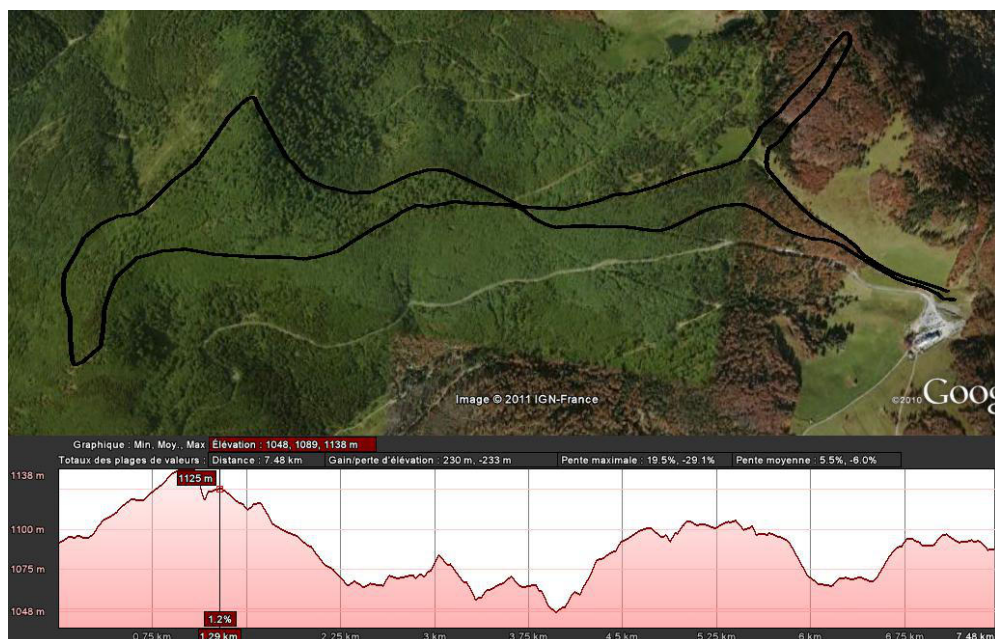 Image © 2011 IGN-France
©2010 Goog
Graphique : Min, Moy., Max Élévation : 1048, 1089, 1138 m
Totaux des plages de valeurs : Distance : 7.48 km Gain/perte d'élévation : 230 m, -233 m Pente maximale : 19.5%, -29.1% Pente moyenne : 5.5%, -6.0%
1138 m
1125 m
1100 m
1075 m
1048 m
1.2%
0.75 km 1.29 km 2.25 km 3 km 3.75 km 4.5 km 5.25 km 6 km 6.75 km 7.48 km